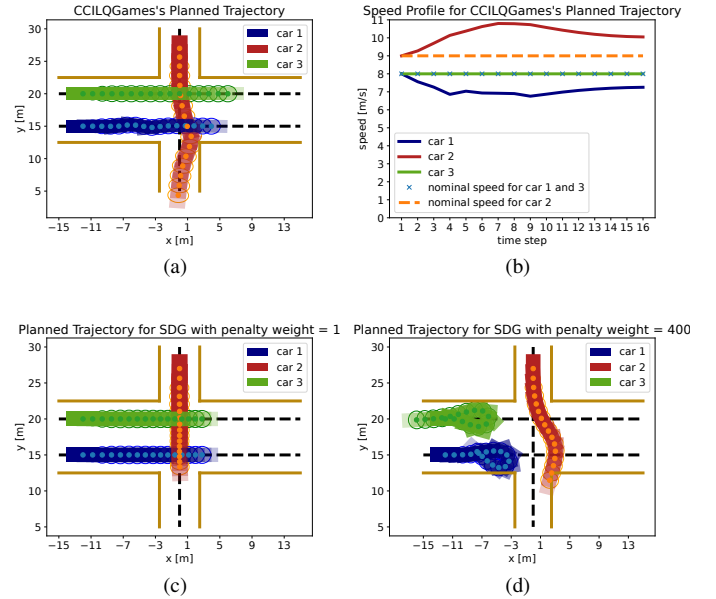 CCILQGames's Planned Trajectory
30
25
20
15
10
5
y [m]
car 1
car 2
car 3
−15 −11 −7 −3 1 5 9 13
x [m]
(a)
Speed Profile for CCILQGames's Planned Trajectory
11
10
9
8
7
6
5
4
3
2
1
0
speed [m/s]
car 1
car 2
car 3
nominal speed for car 1 and 3
nominal speed for car 2
1 2 3 4 5 6 7 8 9 10 11 12 13 14 15 16
time step
(b)
Planned Trajectory for SDG with penalty weight = 1
30
25
20
15
10
5
y [m]
car 1
car 2
car 3
−15 −11 −7 −3 1 5 9 13
x [m]
(c)
Planned Trajectory for SDG with penalty weight = 400
30
25
20
15
10
5
y [m]
car 1
car 2
car 3
−15 −11 −7 −3 1 5 9 13
x [m]
(d)